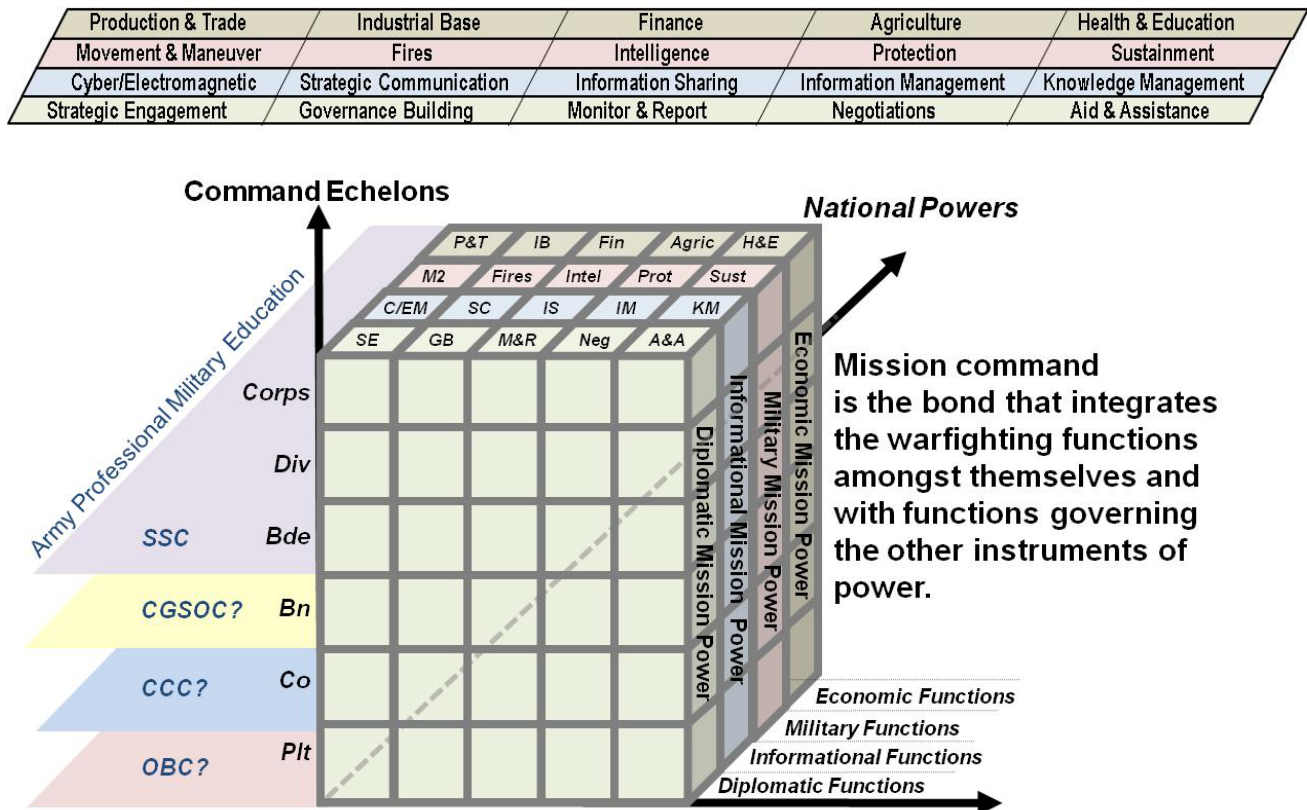 Production & Trade Industrial Base Finance Agriculture Health & Education
Movement & Maneuver Fires Intelligence Protection Sustainment
Cyber/Electromagnetic Strategic Communication Information Sharing Information Management Knowledge Management
Strategic Engagement Governance Building Monitor & Report Negotiations Aid & Assistance
Command Echelons
National Powers
Army Professional Military Education
P&T IB Fin Agric H&E
M2 Fires Intel Prot Sust
C/EM SC IS IM KM
SE GB M&R Neg A&A
Corps
Div
SSC Bde
CGSOC? Bn
CCC? Co
OBC? Plt
Diplomatic Mission Power
Informational Mission Power
Military Mission Power
Economic Mission Power
Mission command
is the bond that integrates
the warfighting functions
amongst themselves and
with functions governing
the other instruments of
power.
Economic Functions
Military Functions
Informational Functions
Diplomatic Functions